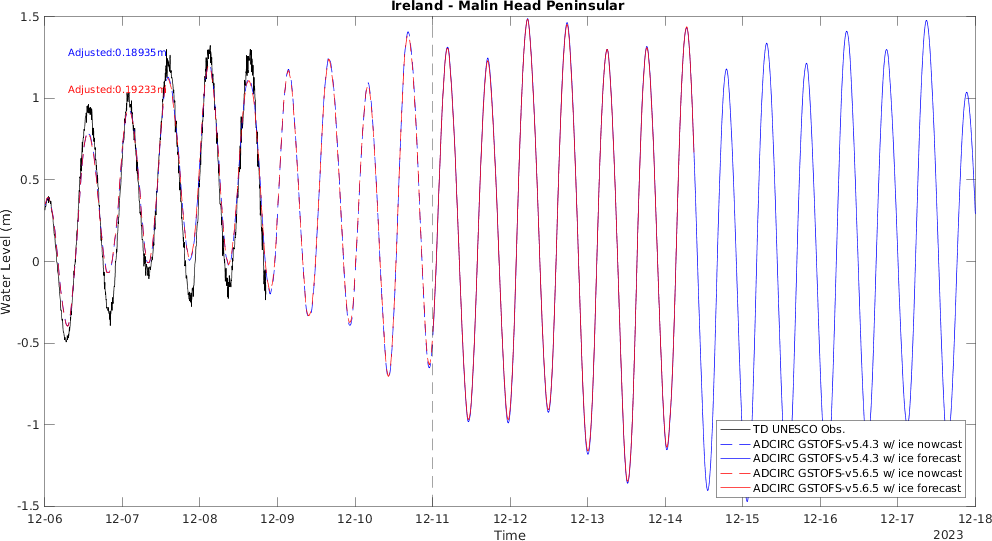 Ireland - Malin Head Peninsular
Adjusted:0.18935m
Adjusted:0.19233m
Water Level (m)
1.5
1
0.5
0
-0.5
-1
-1.5
TD UNESCO Obs.
ADCIRC GSTOFS-v5.4.3 w/ ice nowcast
ADCIRC GSTOFS-v5.4.3 w/ ice forecast
ADCIRC GSTOFS-v5.6.5 w/ ice nowcast
ADCIRC GSTOFS-v5.6.5 w/ ice forecast
12-06 12-07 12-08 12-09 12-10 12-11 12-12 12-13 12-14 12-15 12-16 12-17 12-18
Time
2023